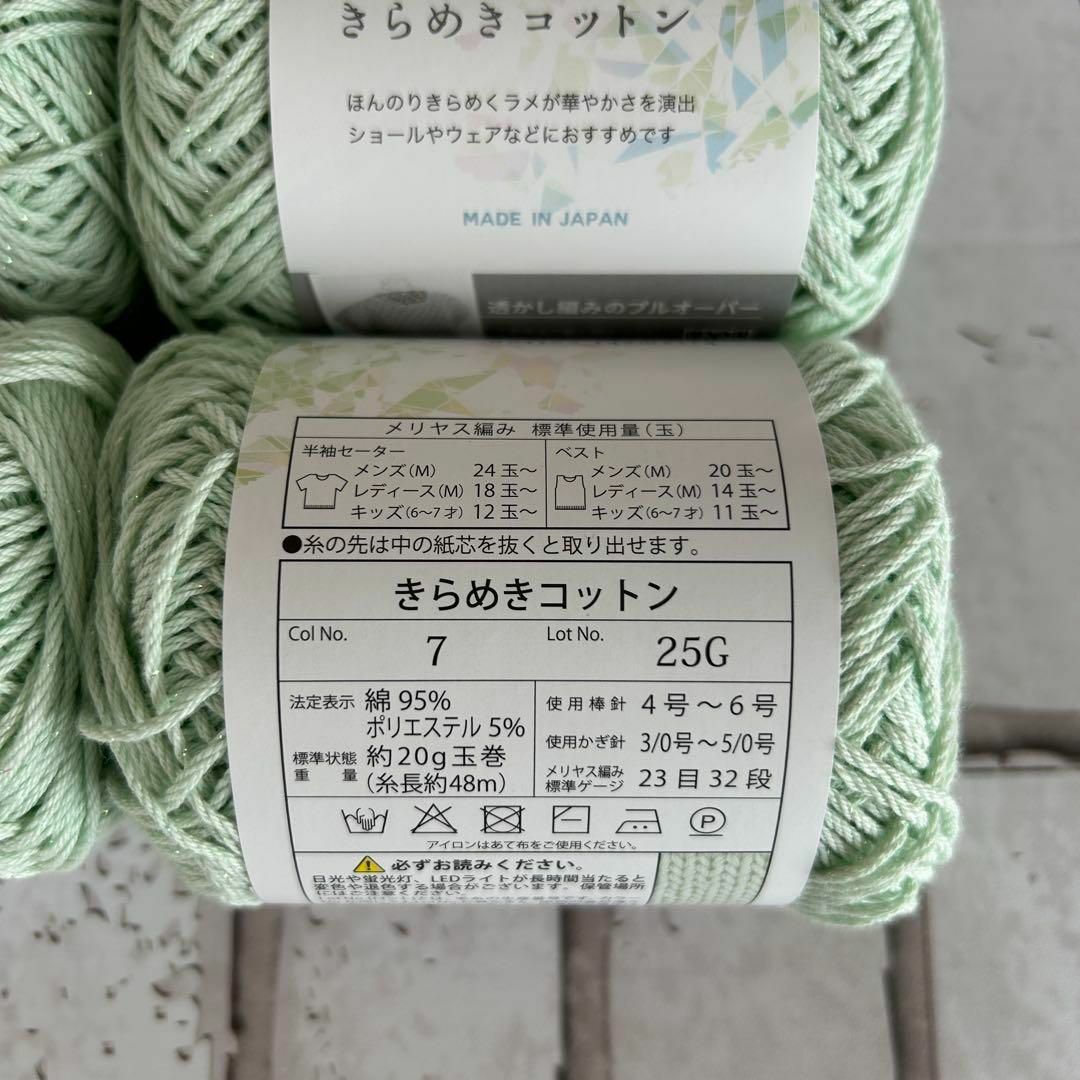 きらめきコットン
ほんのりきらめくラメが華やかさを演出
ショールやウェアなどにおすすめです
MADE IN JAPAN
透かし編みのプルオーバー
メリヤス編み 標準使用量(玉)
半袖セーター
メンズ(M) 24玉〜
レディース(M) 18玉〜
キッズ(6〜7才) 12玉〜
ベスト
メンズ(M) 20玉〜
レディース(M) 14玉〜
キッズ(6〜7才) 11玉〜
●糸の先は中の紙芯を抜くと取り出せます。
きらめきコットン
Col No. 7
Lot No. 25G
法定表示 綿 95%
ポリエステル 5%
標準状態重量 約20g玉巻
(糸長約48m)
使用棒針 4号〜6号
使用かぎ針 3/0号〜5/0号
メリヤス編み標準ゲージ 23目32段
P
アイロンはあて布をご使用ください。
必ずお読みください。
日光や蛍光灯、LEDライトが長時間当たると
変色や退色する場合がございます。保管場所
にはご注意ください。